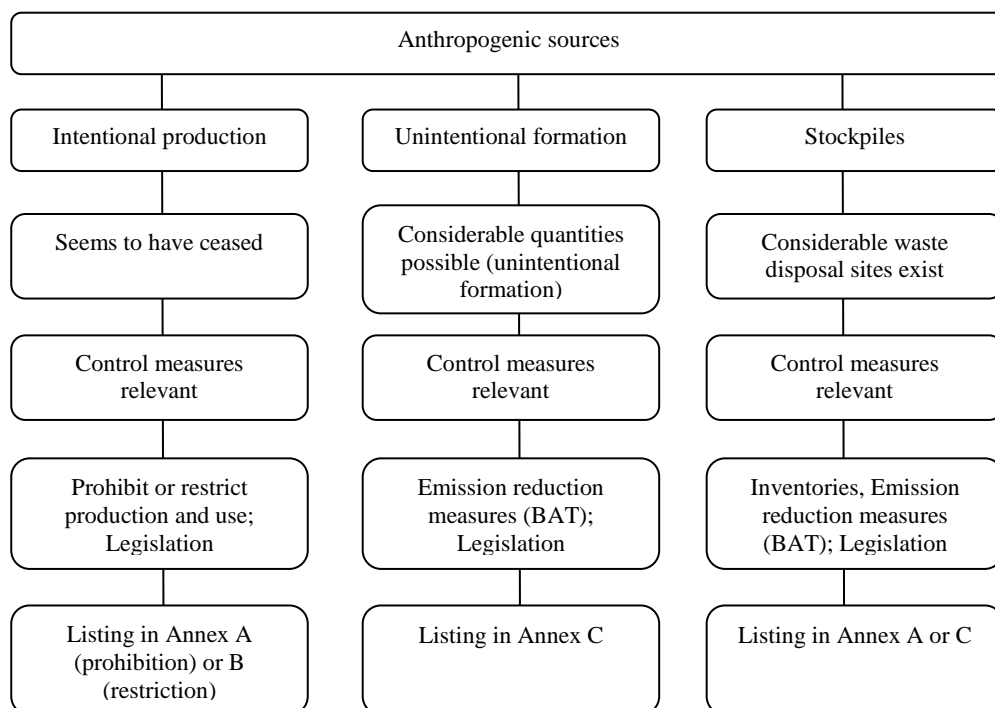 Anthropogenic sources
Intentional production
Unintentional formation
Stockpiles
Seems to have ceased
Considerable quantities
possible (unintentional
formation)
Considerable waste
disposal sites exist
Control measures
relevant
Control measures
relevant
Control measures
relevant
Prohibit or restrict
production and use;
Legislation
Emission reduction
measures (BAT);
Legislation
Inventories, Emission
reduction measures
(BAT); Legislation
Listing in Annex A
(prohibition) or B
(restriction)
Listing in Annex C
Listing in Annex A or C